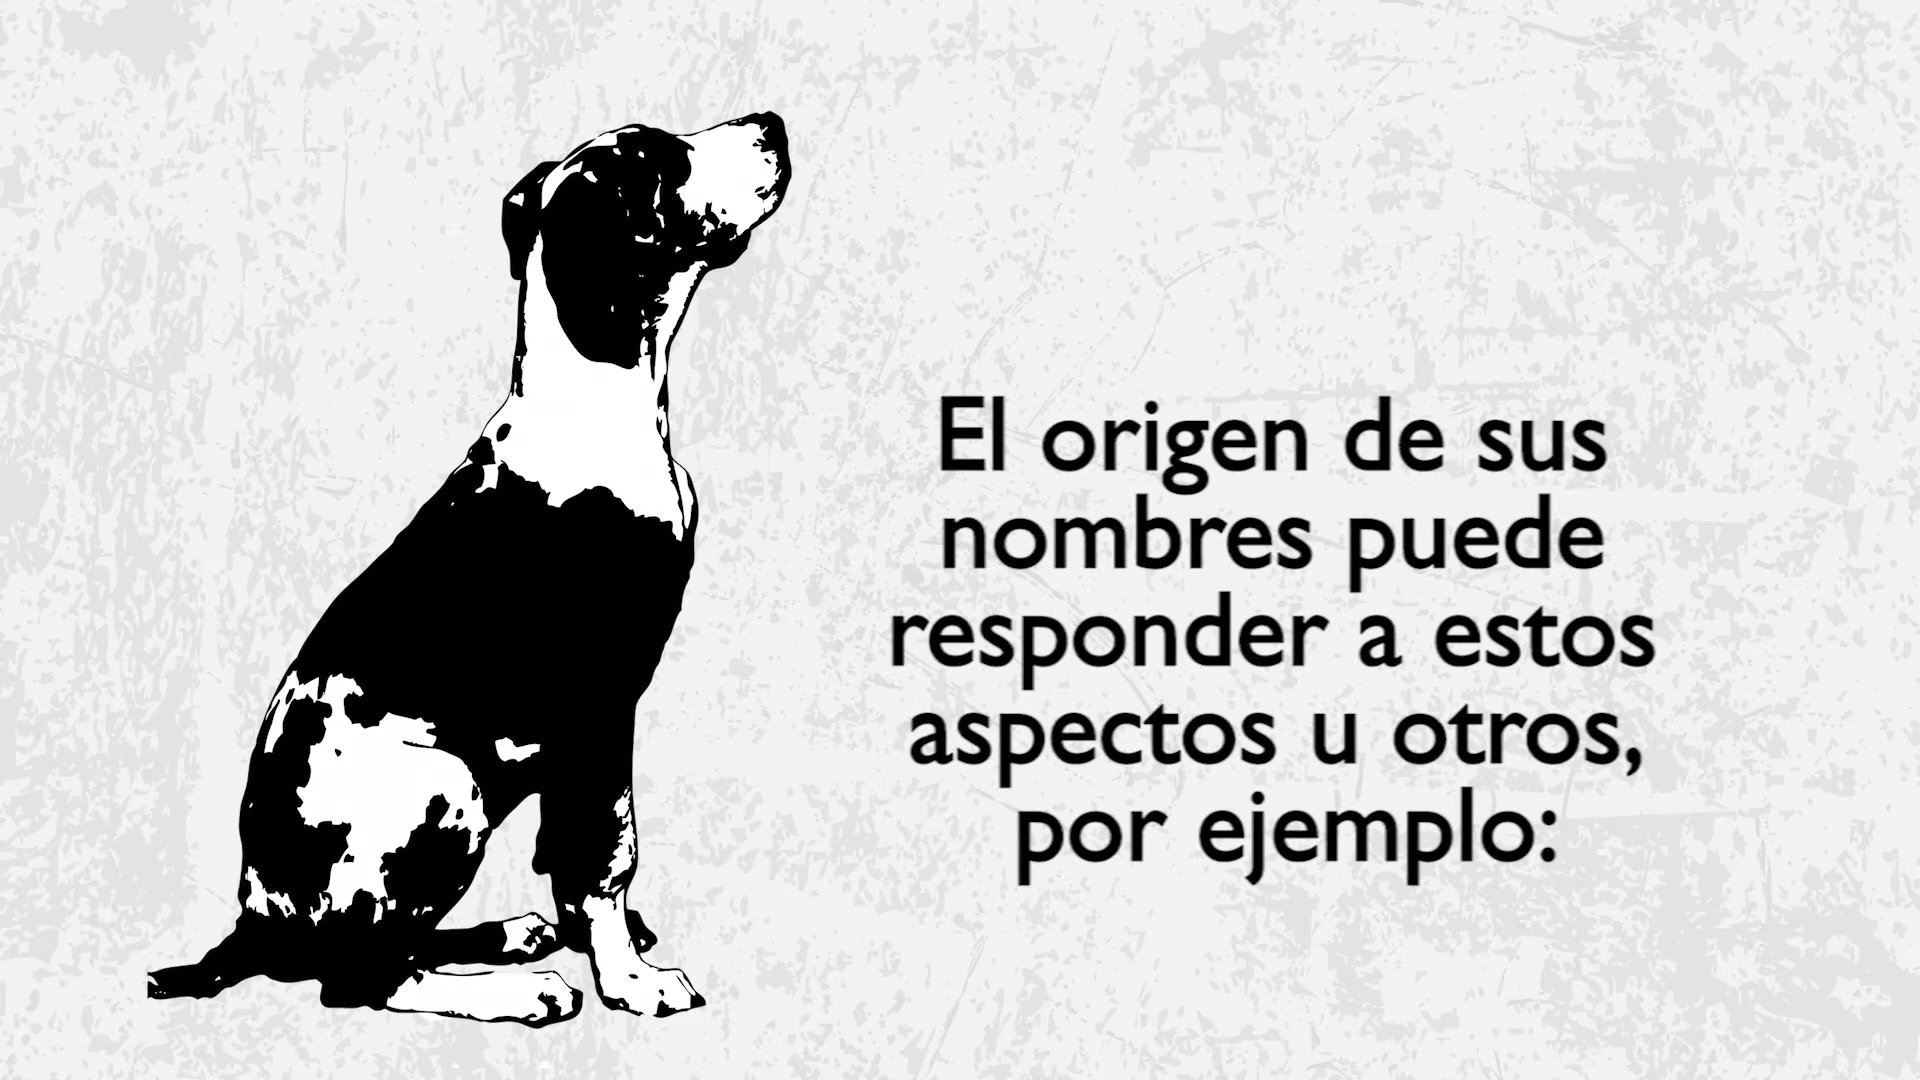 El origen de sus
nombres puede
responder a estos
aspectos u otros,
por ejemplo: